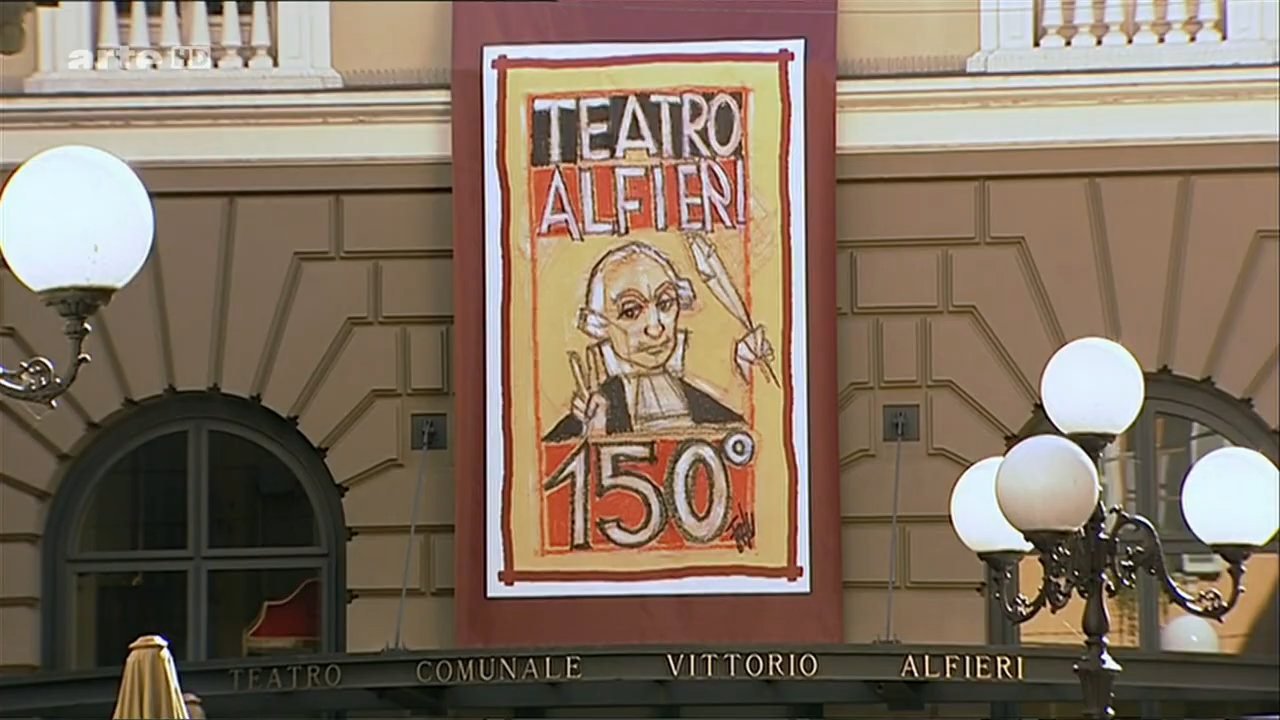 arte HD
TEATRO
ALFIERI
150°
TEATRO COMUNALE VITTORIO ALFIERI